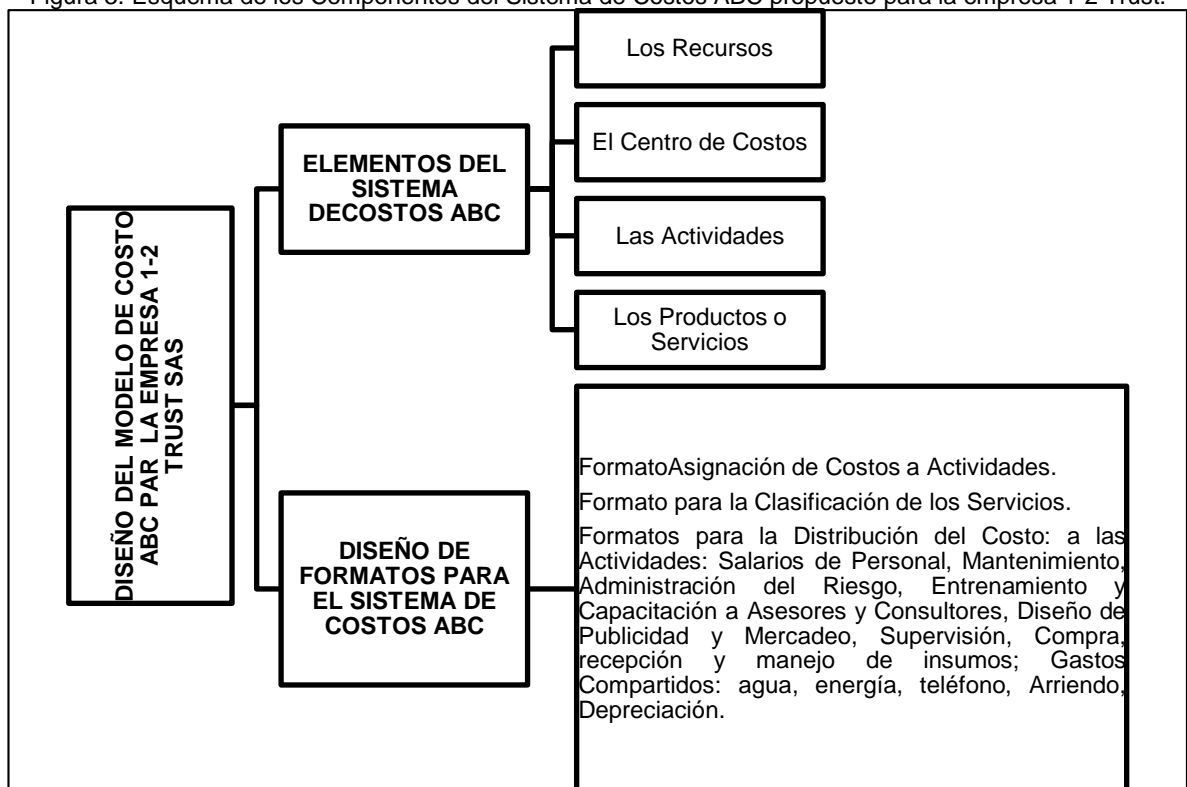 Figura 3. Esquema de los Componentes del Sistema de Costos ABC propuesto para la empresa 1-2 Trust.
DISEÑO DEL MODELO DE COSTO
ABC PAR LA EMPRESA 1-2
TRUST SAS
ELEMENTOS DEL
SISTEMA
DECOSTOS ABC
Los Recursos
El Centro de Costos
Las Actividades
Los Productos o
Servicios
DISEÑO DE
FORMATOS PARA
EL SISTEMA DE
COSTOS ABC
FormatoAsignación de Costos a Actividades.
Formato para la Clasificación de los Servicios.
Formatos para la Distribución del Costo: a las
Actividades: Salarios de Personal, Mantenimiento,
Administración del Riesgo, Entrenamiento y
Capacitación a Asesores y Consultores, Diseño de
Publicidad y Mercadeo, Supervisión, Compra,
recepción y manejo de insumos; Gastos
Compartidos: agua, energía, teléfono, Arriendo,
Depreciación.